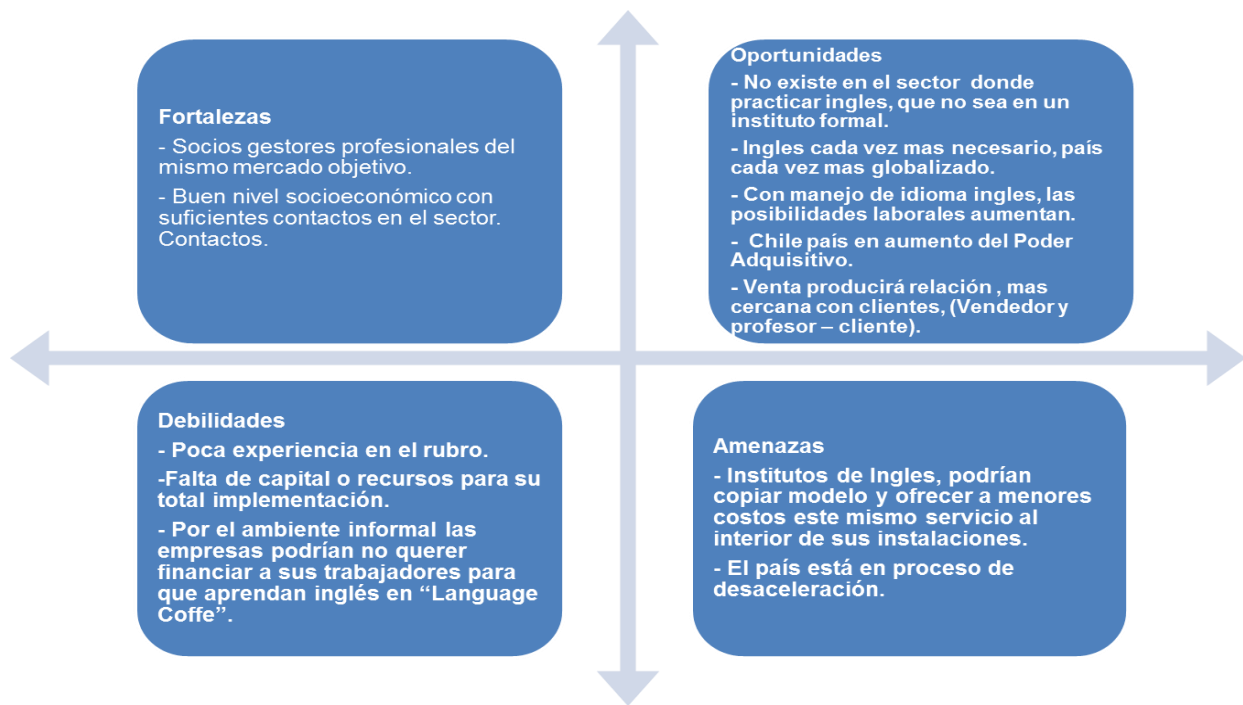 Fortalezas
- Socios gestores profesionales del
mismo mercado objetivo.
- Buen nivel socioeconómico con
suficientes contactos en el sector.
Contactos.
Oportunidades
- No existe en el sector donde
practicar ingles, que no sea en un
instituto formal.
- Ingles cada vez mas necesario, país
cada vez mas globalizado.
- Con manejo de idioma ingles, las
posibilidades laborales aumentan.
- Chile país en aumento del Poder
Adquisitivo.
- Venta producirá relación , mas
cercana con clientes, (Vendedor y
profesor – cliente).
Debilidades
- Poca experiencia en el rubro.
-Falta de capital o recursos para su
total implementación.
- Por el ambiente informal las
empresas podrían no querer
financiar a sus trabajadores para
que aprendan inglés en “Language
Coffe”.
Amenazas
- Institutos de Ingles, podrían
copiar modelo y ofrecer a menores
costos este mismo servicio al
interior de sus instalaciones.
- El país está en proceso de
desaceleración.